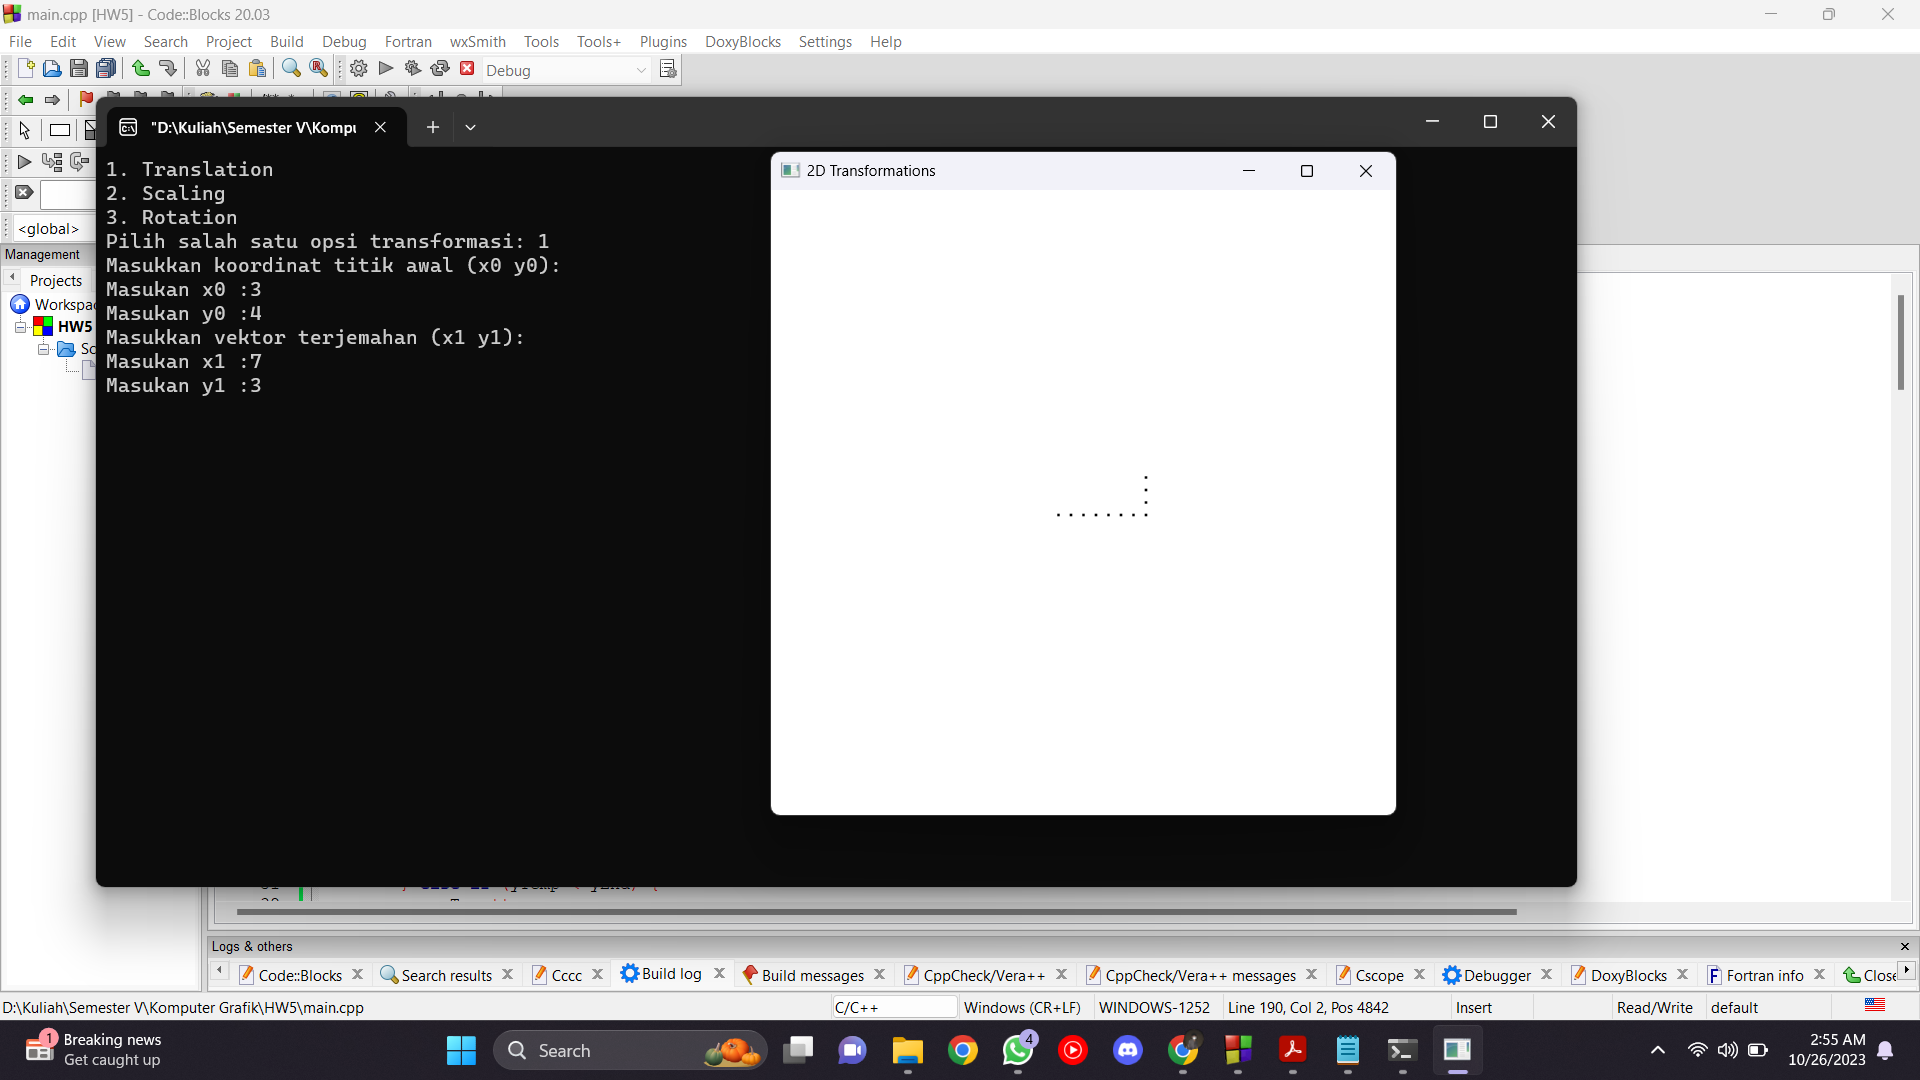 main.cpp [HW5] - Code::Blocks 20.03
File Edit View Search Project Build Debug Fortran wxSmith Tools Tools+ Plugins DoxyBlocks Settings Help
Debug
"D:\Kuliah\Semester V\Kompu
1. Translation
2. Scaling
3. Rotation
Pilih salah satu opsi transformasi: 1
Masukkan koordinat titik awal (x0 y0):
Masukan x0 :3
Masukan y0 :4
Masukkan vektor terjemahan (x1 y1):
Masukan x1 :7
Masukan y1 :3
2D Transformations
<global>
Management
Projects
Workspac
HW5
So
Logs & others
Code::Blocks Search results Cccc Build log Build messages CppCheck/Vera++ CppCheck/Vera++ messages Cscope Debugger DoxyBlocks Fortran info Close
D:\Kuliah\Semester V\Komputer Grafik\HW5\main.cpp C/C++ Windows (CR+LF) WINDOWS-1252 Line 190, Col 2, Pos 4842 Insert Read/Write default
1
Breaking news
Get caught up
Search
4
2:55 AM
10/26/2023